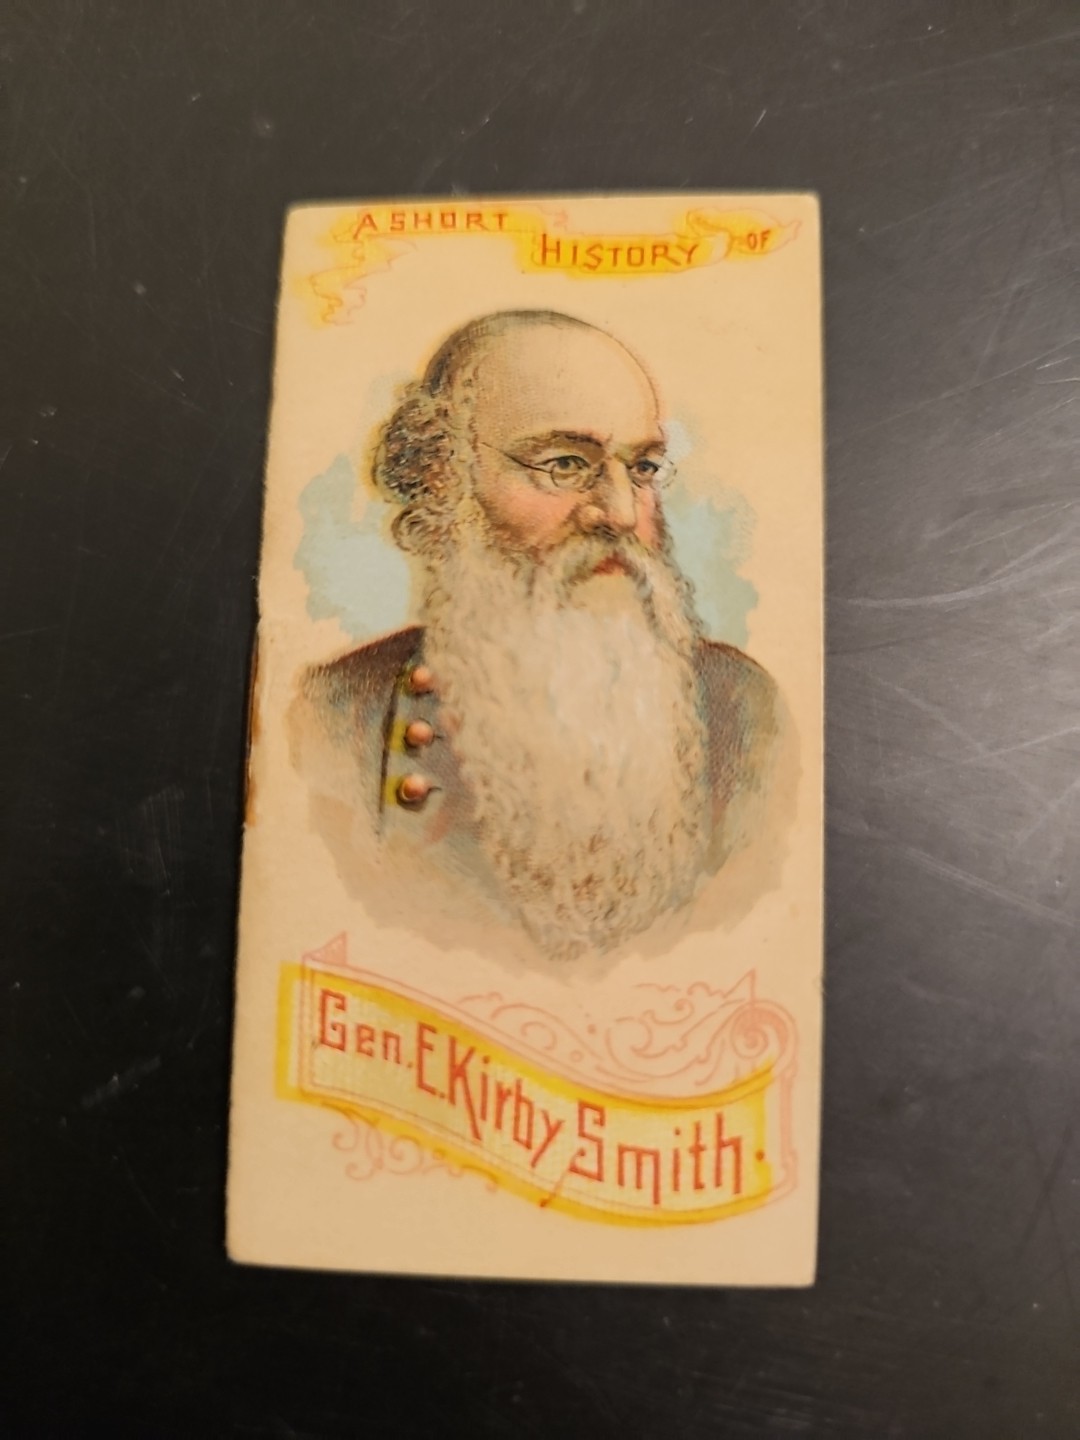 A SHORT
HISTORY OF
Gen. E. Kirby Smith.